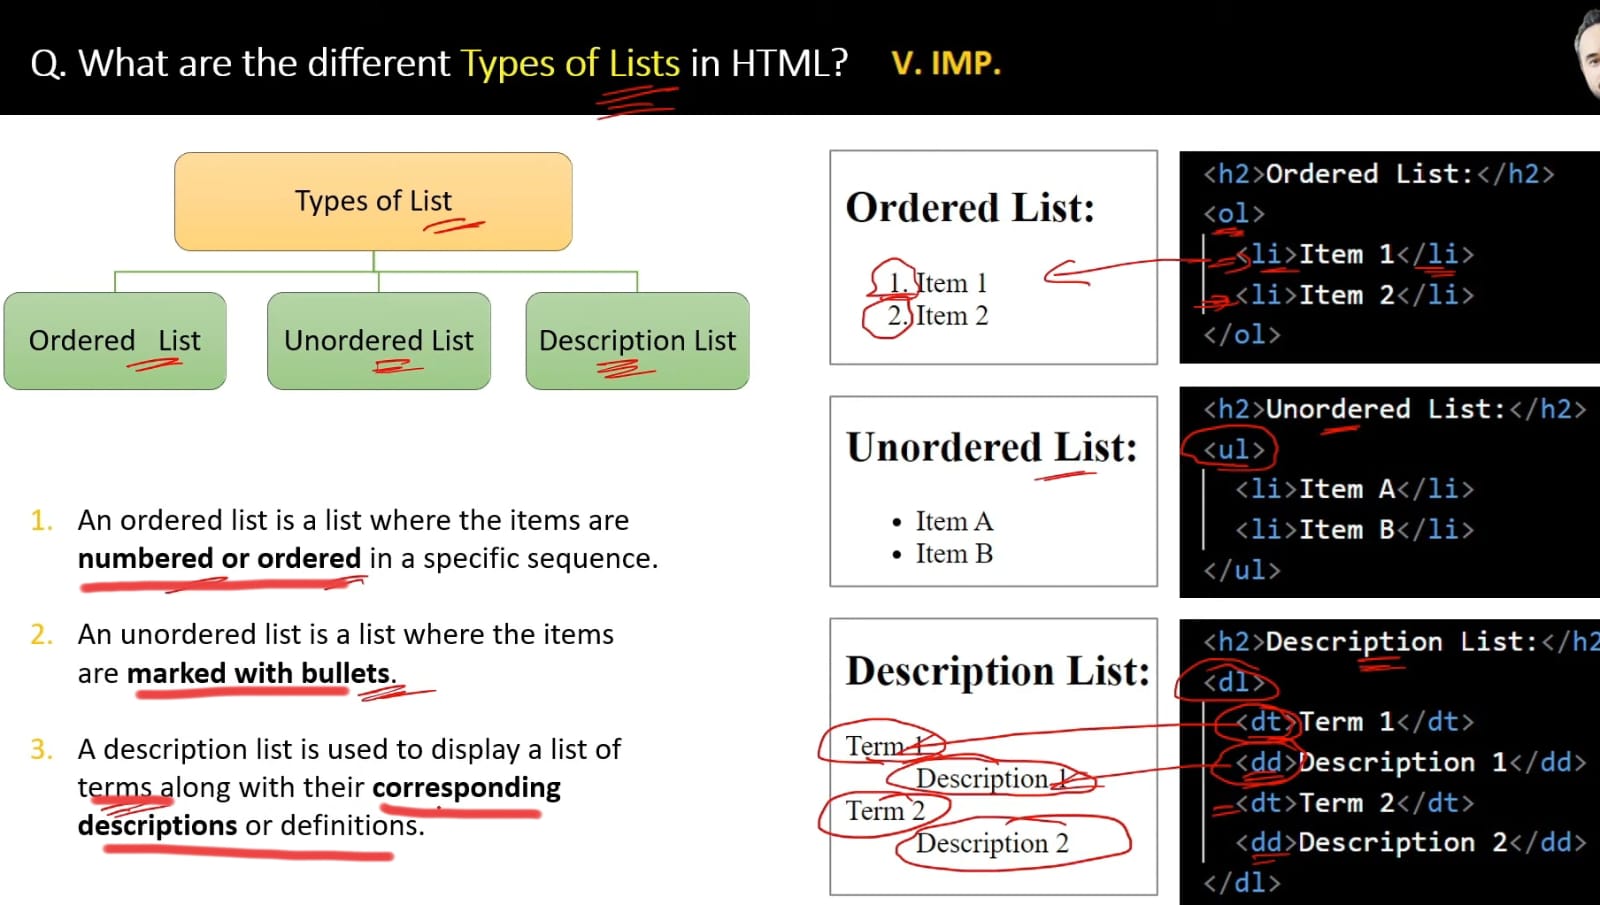 Q. What are the different Types of Lists in HTML? V. IMP.
Types of List
Ordered List
Unordered List
Description List
1. An ordered list is a list where the items are
numbered or ordered in a specific sequence.
2. An unordered list is a list where the items
are marked with bullets.
3. A description list is used to display a list of
terms along with their corresponding
descriptions or definitions.
Ordered List:
1. Item 1
2. Item 2
<h2>Ordered List:</h2>
<ol>
<li>Item 1</li>
<li>Item 2</li>
</ol>
Unordered List:
• Item A
• Item B
<h2>Unordered List:</h2>
<ul>
<li>Item A</li>
<li>Item B</li>
</ul>
Description List:
Term 1
Description 1
Term 2
Description 2
<h2>Description List:</h2
<dl>
<dt>Term 1</dt>
<dd>Description 1</dd>
<dt>Term 2</dt>
<dd>Description 2</dd>
</dl>